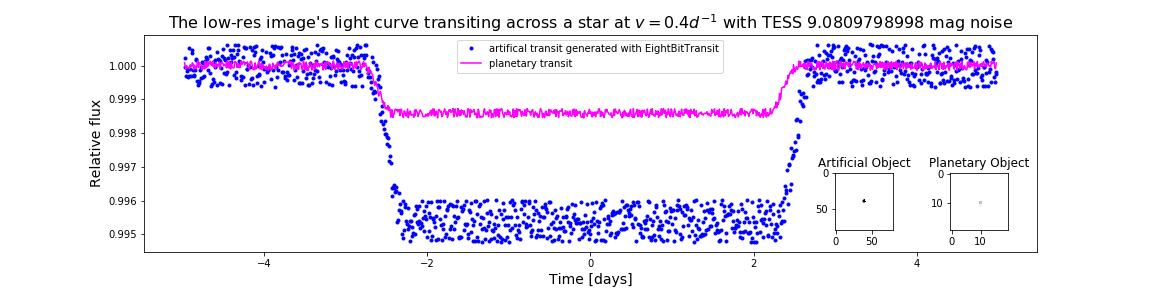 The low-res image's light curve transiting across a star at v = 0.4d⁻¹ with TESS 9.0809798998 mag noise
artifical transit generated with EightBitTransit
planetary transit
Relative flux
1.000
0.999
0.998
0.997
0.996
0.995
Artificial Object
0
50
0 50
Planetary Object
0
10
0 10
−4 −2 0 2 4
Time [days]